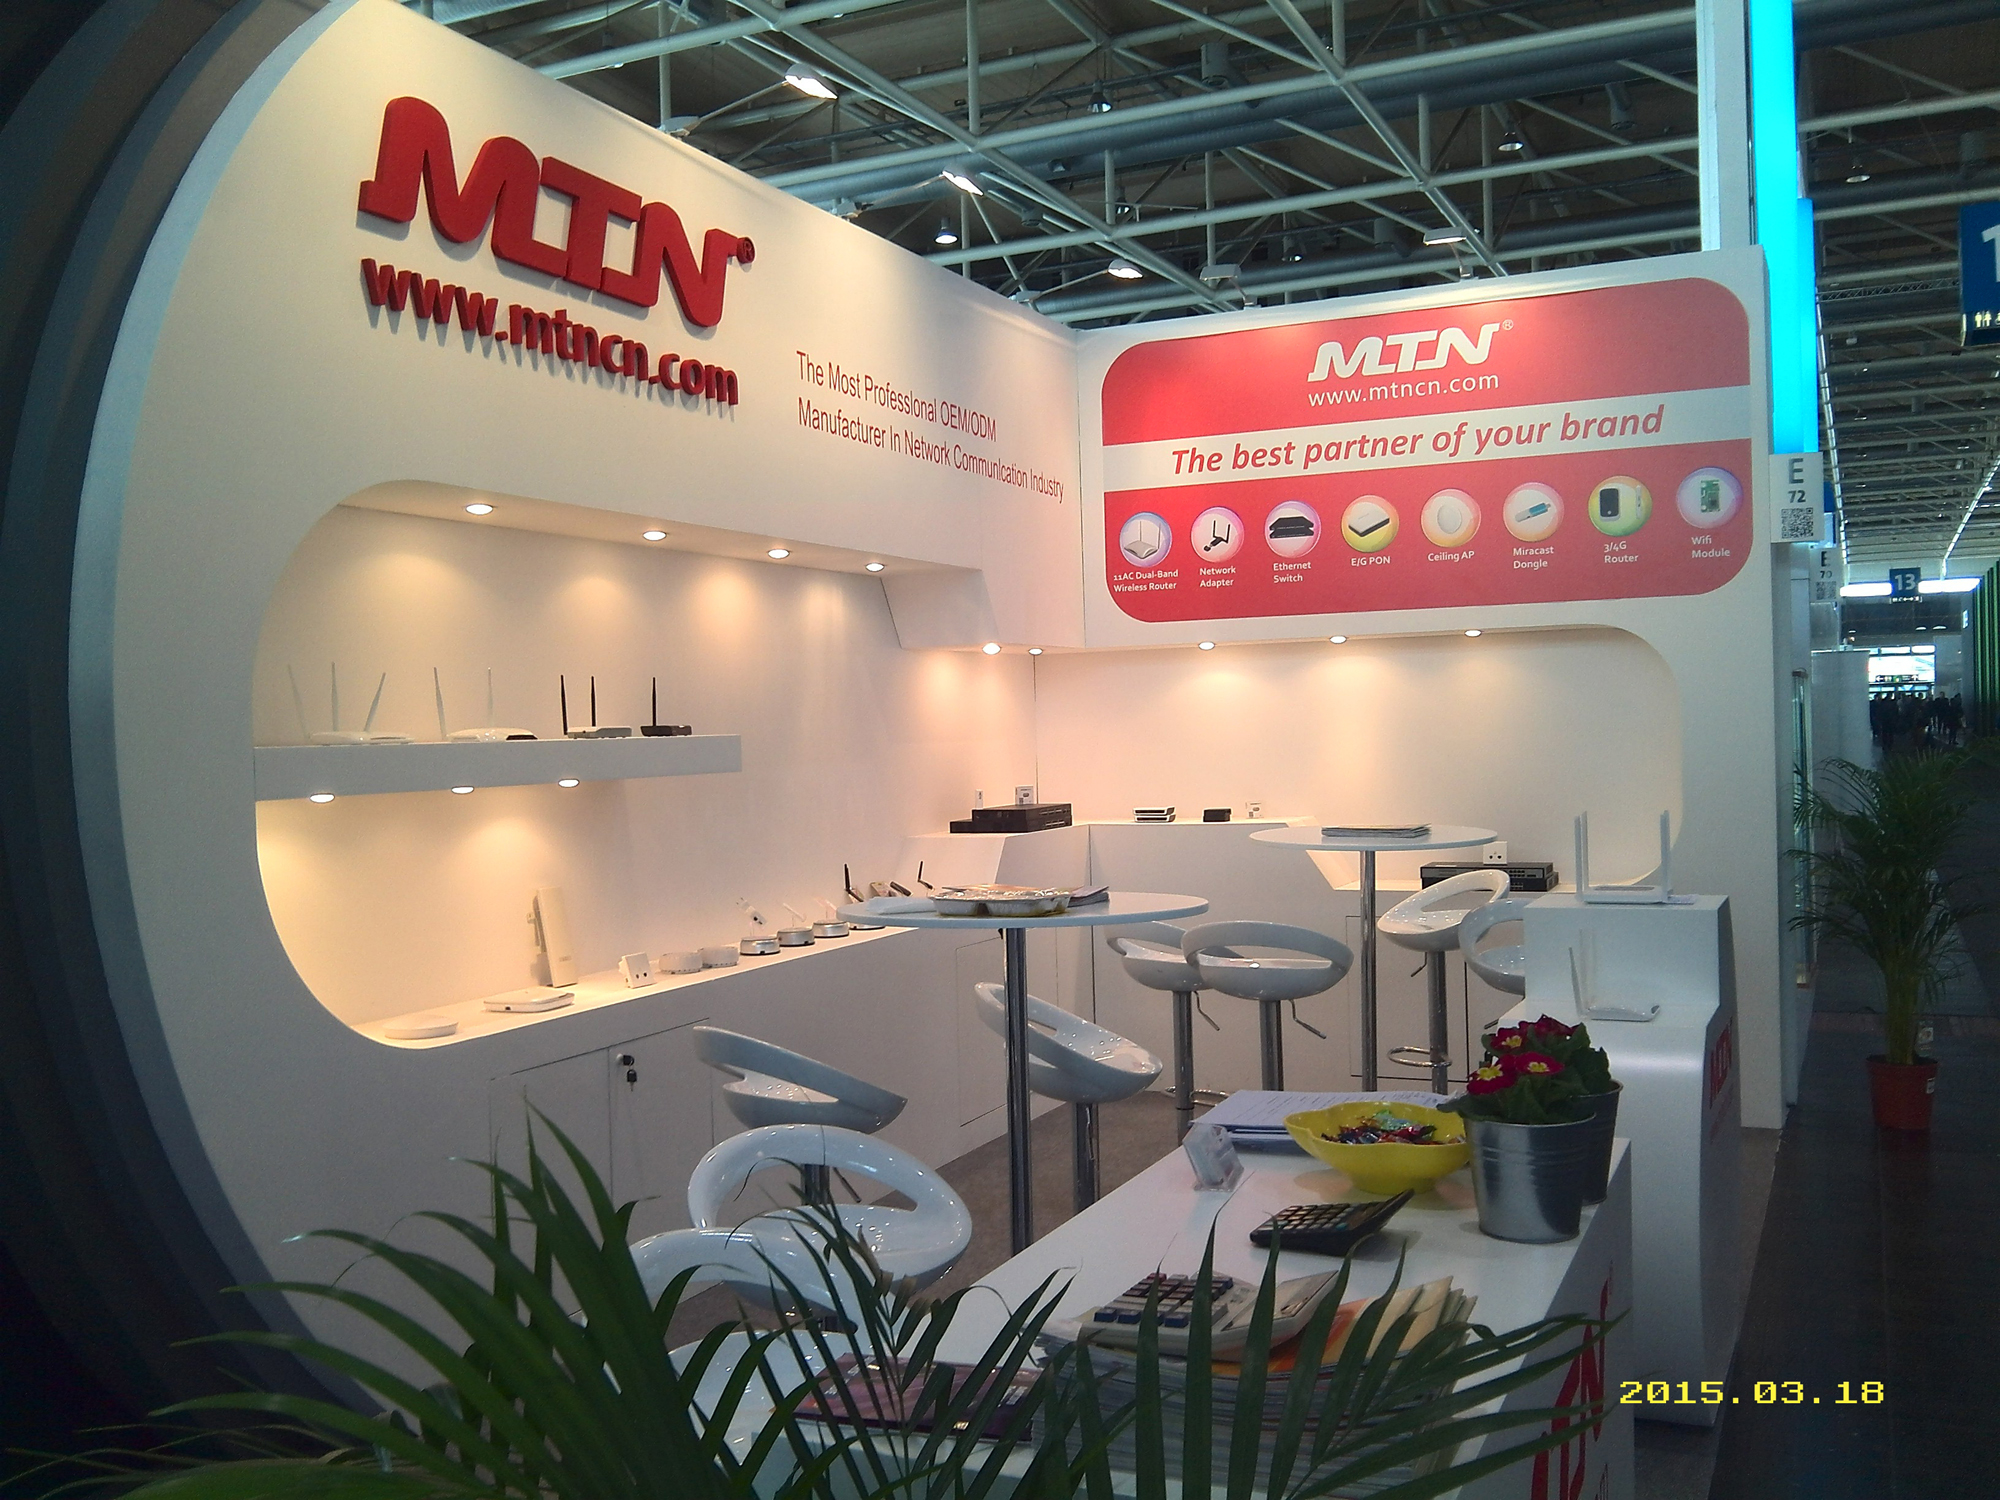 MTN®
www.mtncn.com
The Most Professional OEM/ODM
Manufacturer In Network Communication Industry
MTN®
www.mtncn.com
The best partner of your brand
11AC Dual-Band
Wireless Router
Network
Adapter
Ethernet
Switch
E/G PON
Ceiling AP
Miracast
Dongle
3/4G
Router
Wifi
Module
E
72
E
70
13
MTN
2015.03.18